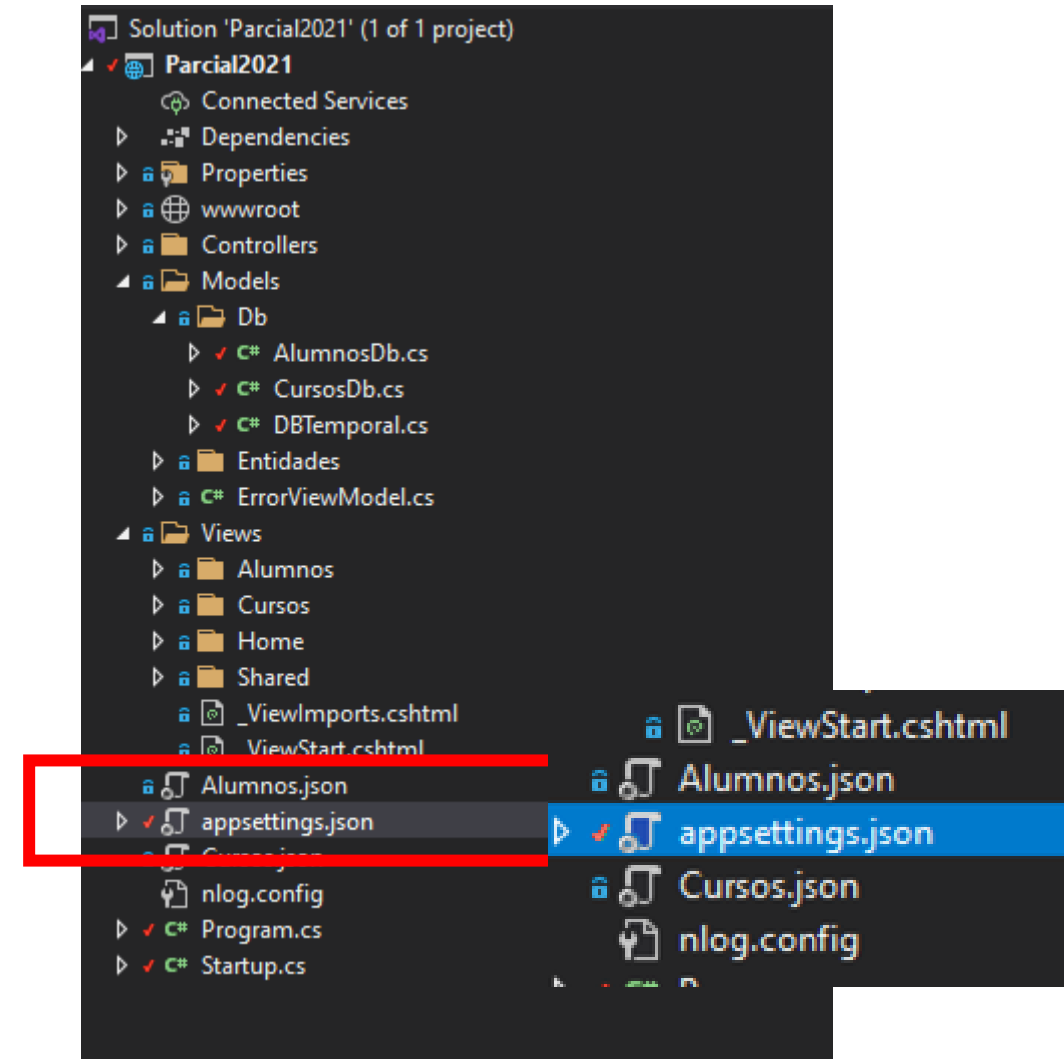 Solution 'Parcial2021' (1 of 1 project)
Parcial2021
Connected Services
Dependencies
Properties
wwwroot
Controllers
Models
Db
C# AlumnosDb.cs
C# CursosDb.cs
C# DBTemporal.cs
Entidades
C# ErrorViewModel.cs
Views
Alumnos
Cursos
Home
Shared
_ViewImports.cshtml
_ViewStart.cshtml
Alumnos.json
appsettings.json
Cursos.json
nlog.config
C# Program.cs
C# Startup.cs
_ViewStart.cshtml
Alumnos.json
appsettings.json
Cursos.json
nlog.config